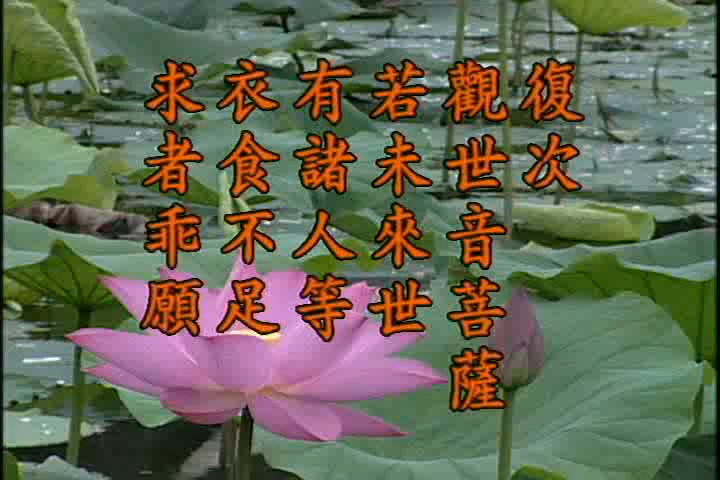 復次
觀世音菩薩
若未來世
有諸人等
衣食不足
求者乖願